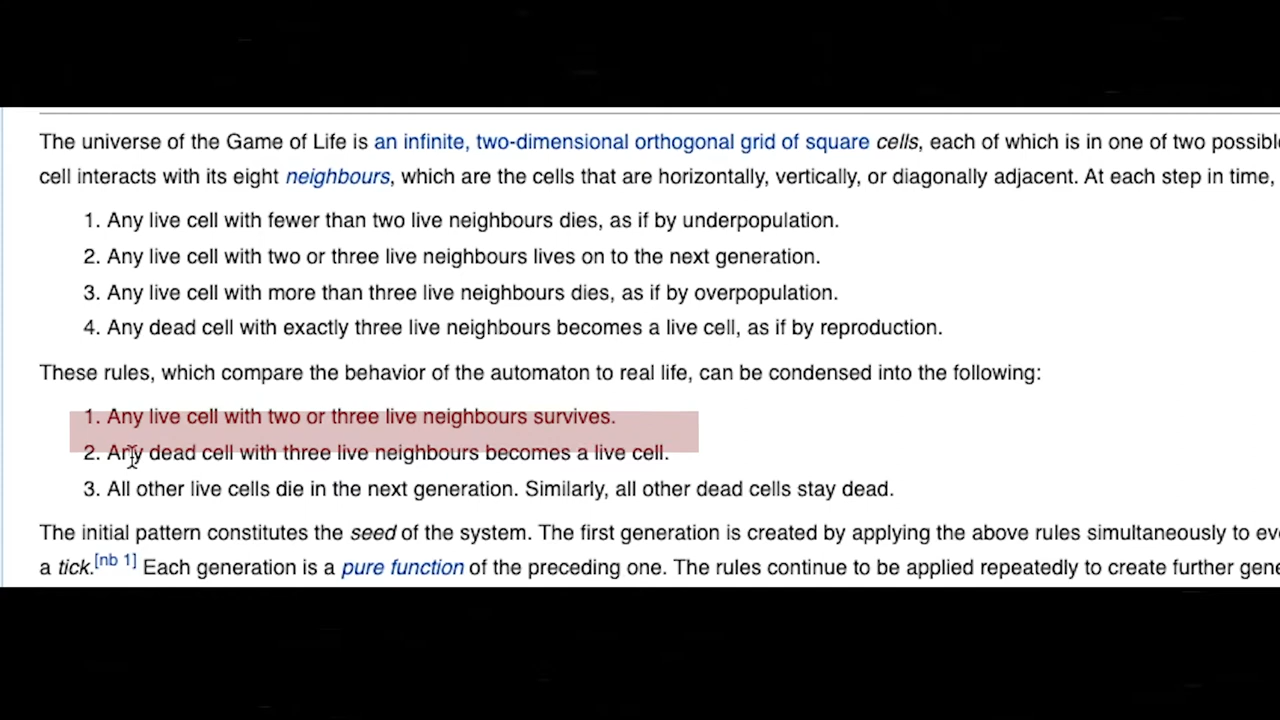 The universe of the Game of Life is an infinite, two-dimensional orthogonal grid of square cells, each of which is in one of two
cell interacts with its eight neighbours, which are the cells that are horizontally, vertically, or diagonally adjacent. At each step in time,
1. Any live cell with fewer than two live neighbours dies, as if by underpopulation.
2. Any live cell with two or three live neighbours lives on to the next generation.
3. Any live cell with more than three live neighbours dies, as if by overpopulation.
4. Any dead cell with exactly three live neighbours becomes a live cell, as if by reproduction.
These rules, which compare the behavior of the automaton to real life, can be condensed into the following:
1. Any live cell with two or three live neighbours survives.
2. Any dead cell with three live neighbours becomes a live cell.
3. All other live cells die in the next generation. Similarly, all other dead cells stay dead.
The initial pattern constitutes the seed of the system. The first generation is created by applying the above rules simultaneously to
a tick.[nb 1] Each generation is a pure function of the preceding one. The rules continue to be applied repeatedly to create further